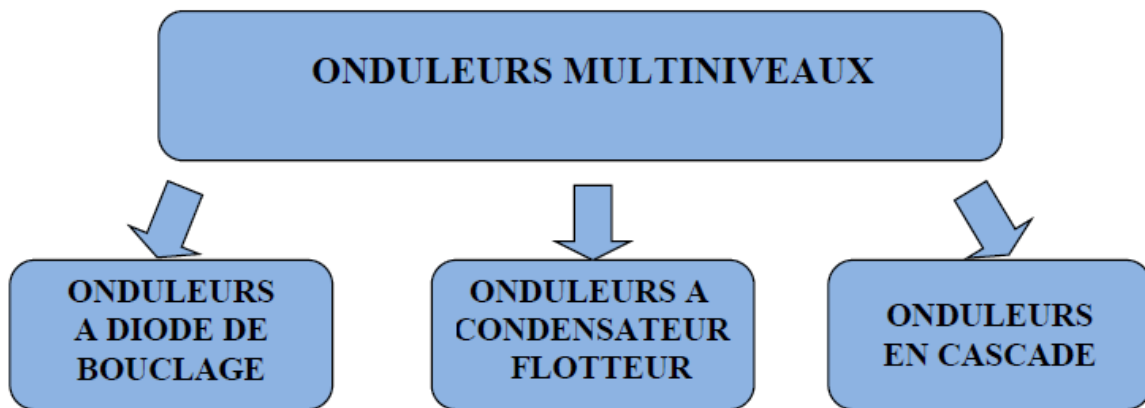 ONDULEURS MULTINIVEAUX
ONDULEURS
A DIODE DE
BOUCLAGE
ONDULEURS A
CONDENSATEUR
FLOTTEUR
ONDULEURS
EN CASCADE